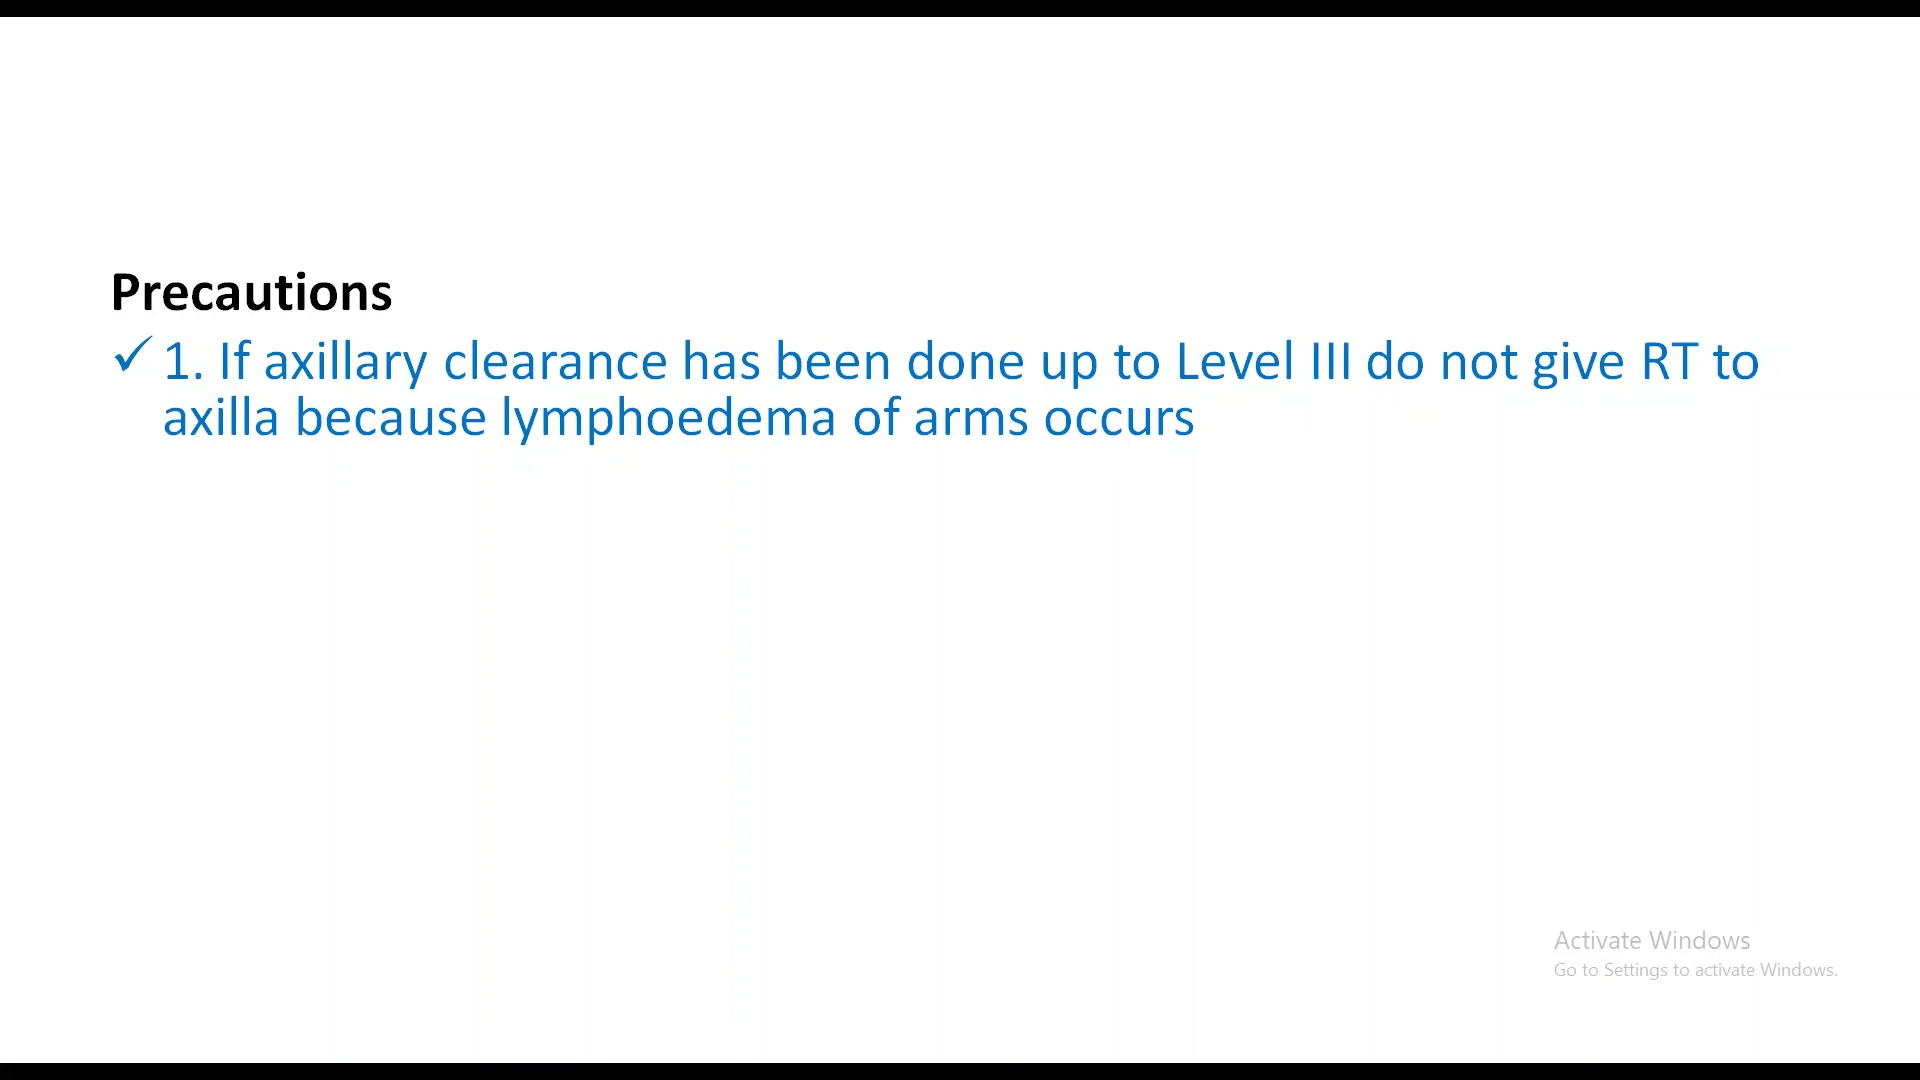 Precautions
✓ 1. If axillary clearance has been done up to Level III do not give RT to
axilla because lymphoedema of arms occurs
Activate Windows
Go to Settings to activate Windows.